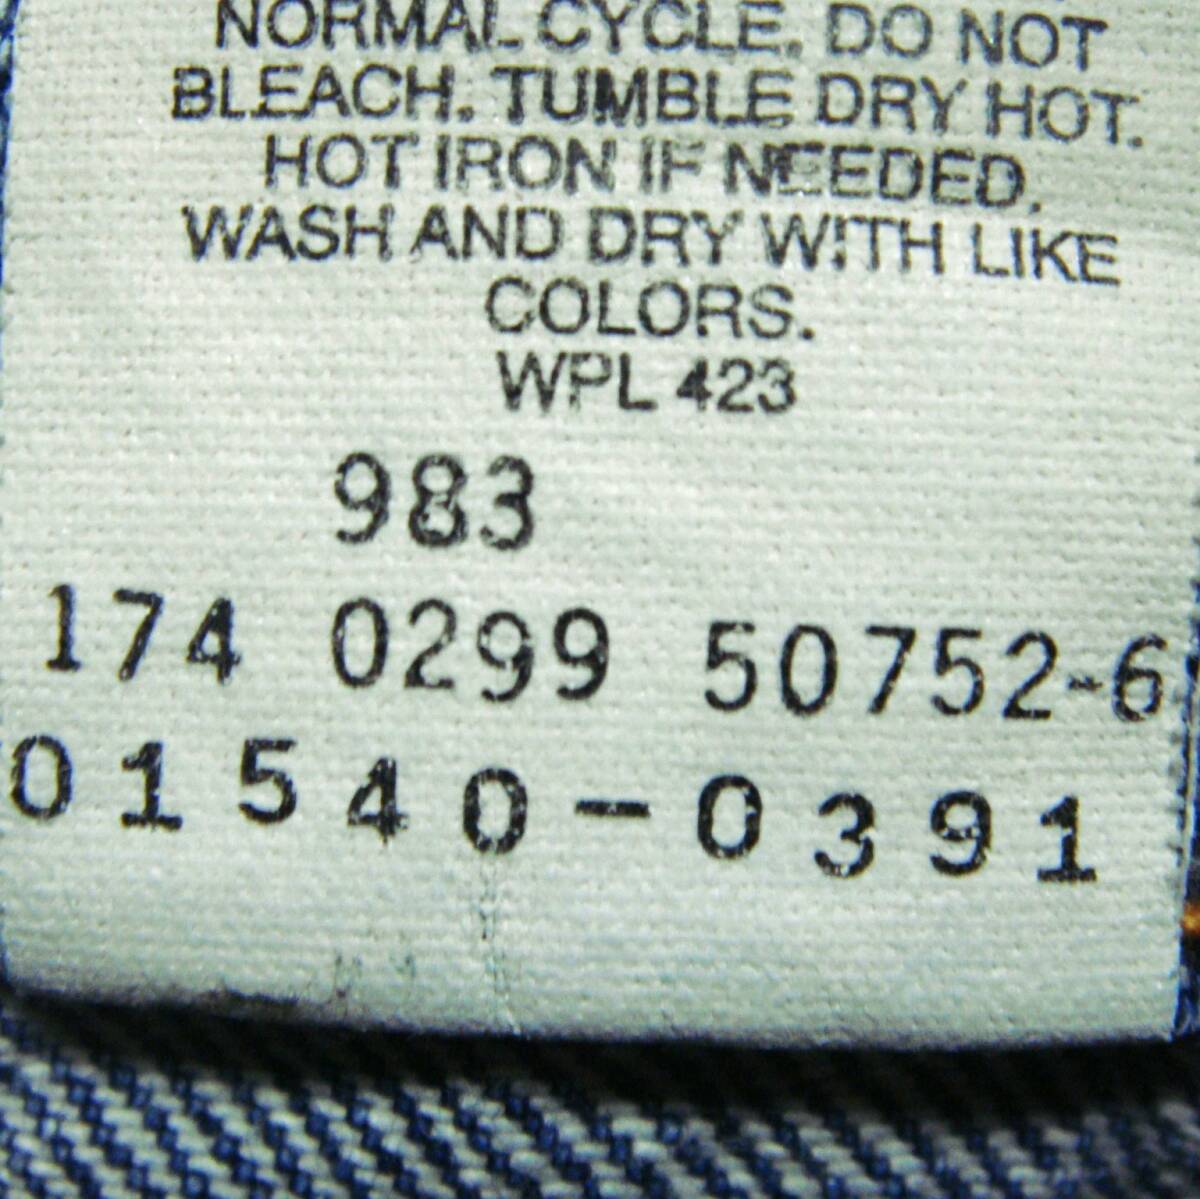 NORMAL CYCLE. DO NOT
BLEACH. TUMBLE DRY HOT.
HOT IRON IF NEEDED.
WASH AND DRY WITH LIKE
COLORS.
WPL 423
983
174 0299 50752-6
01540-0391